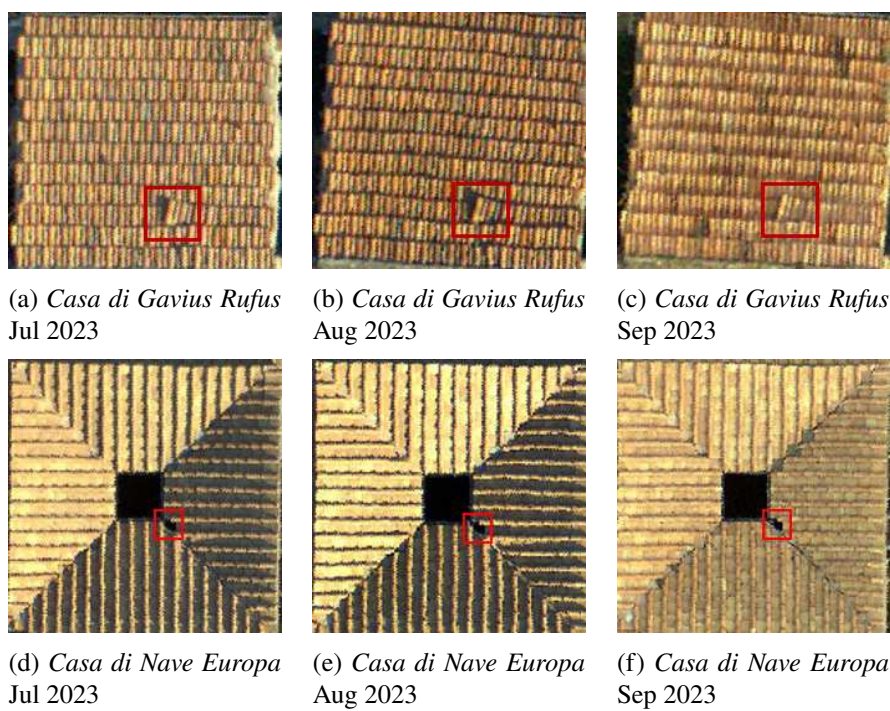 (a) Casa di Gavius Rufus
Jul 2023
(b) Casa di Gavius Rufus
Aug 2023
(c) Casa di Gavius Rufus
Sep 2023
(d) Casa di Nave Europa
Jul 2023
(e) Casa di Nave Europa
Aug 2023
(f) Casa di Nave Europa
Sep 2023